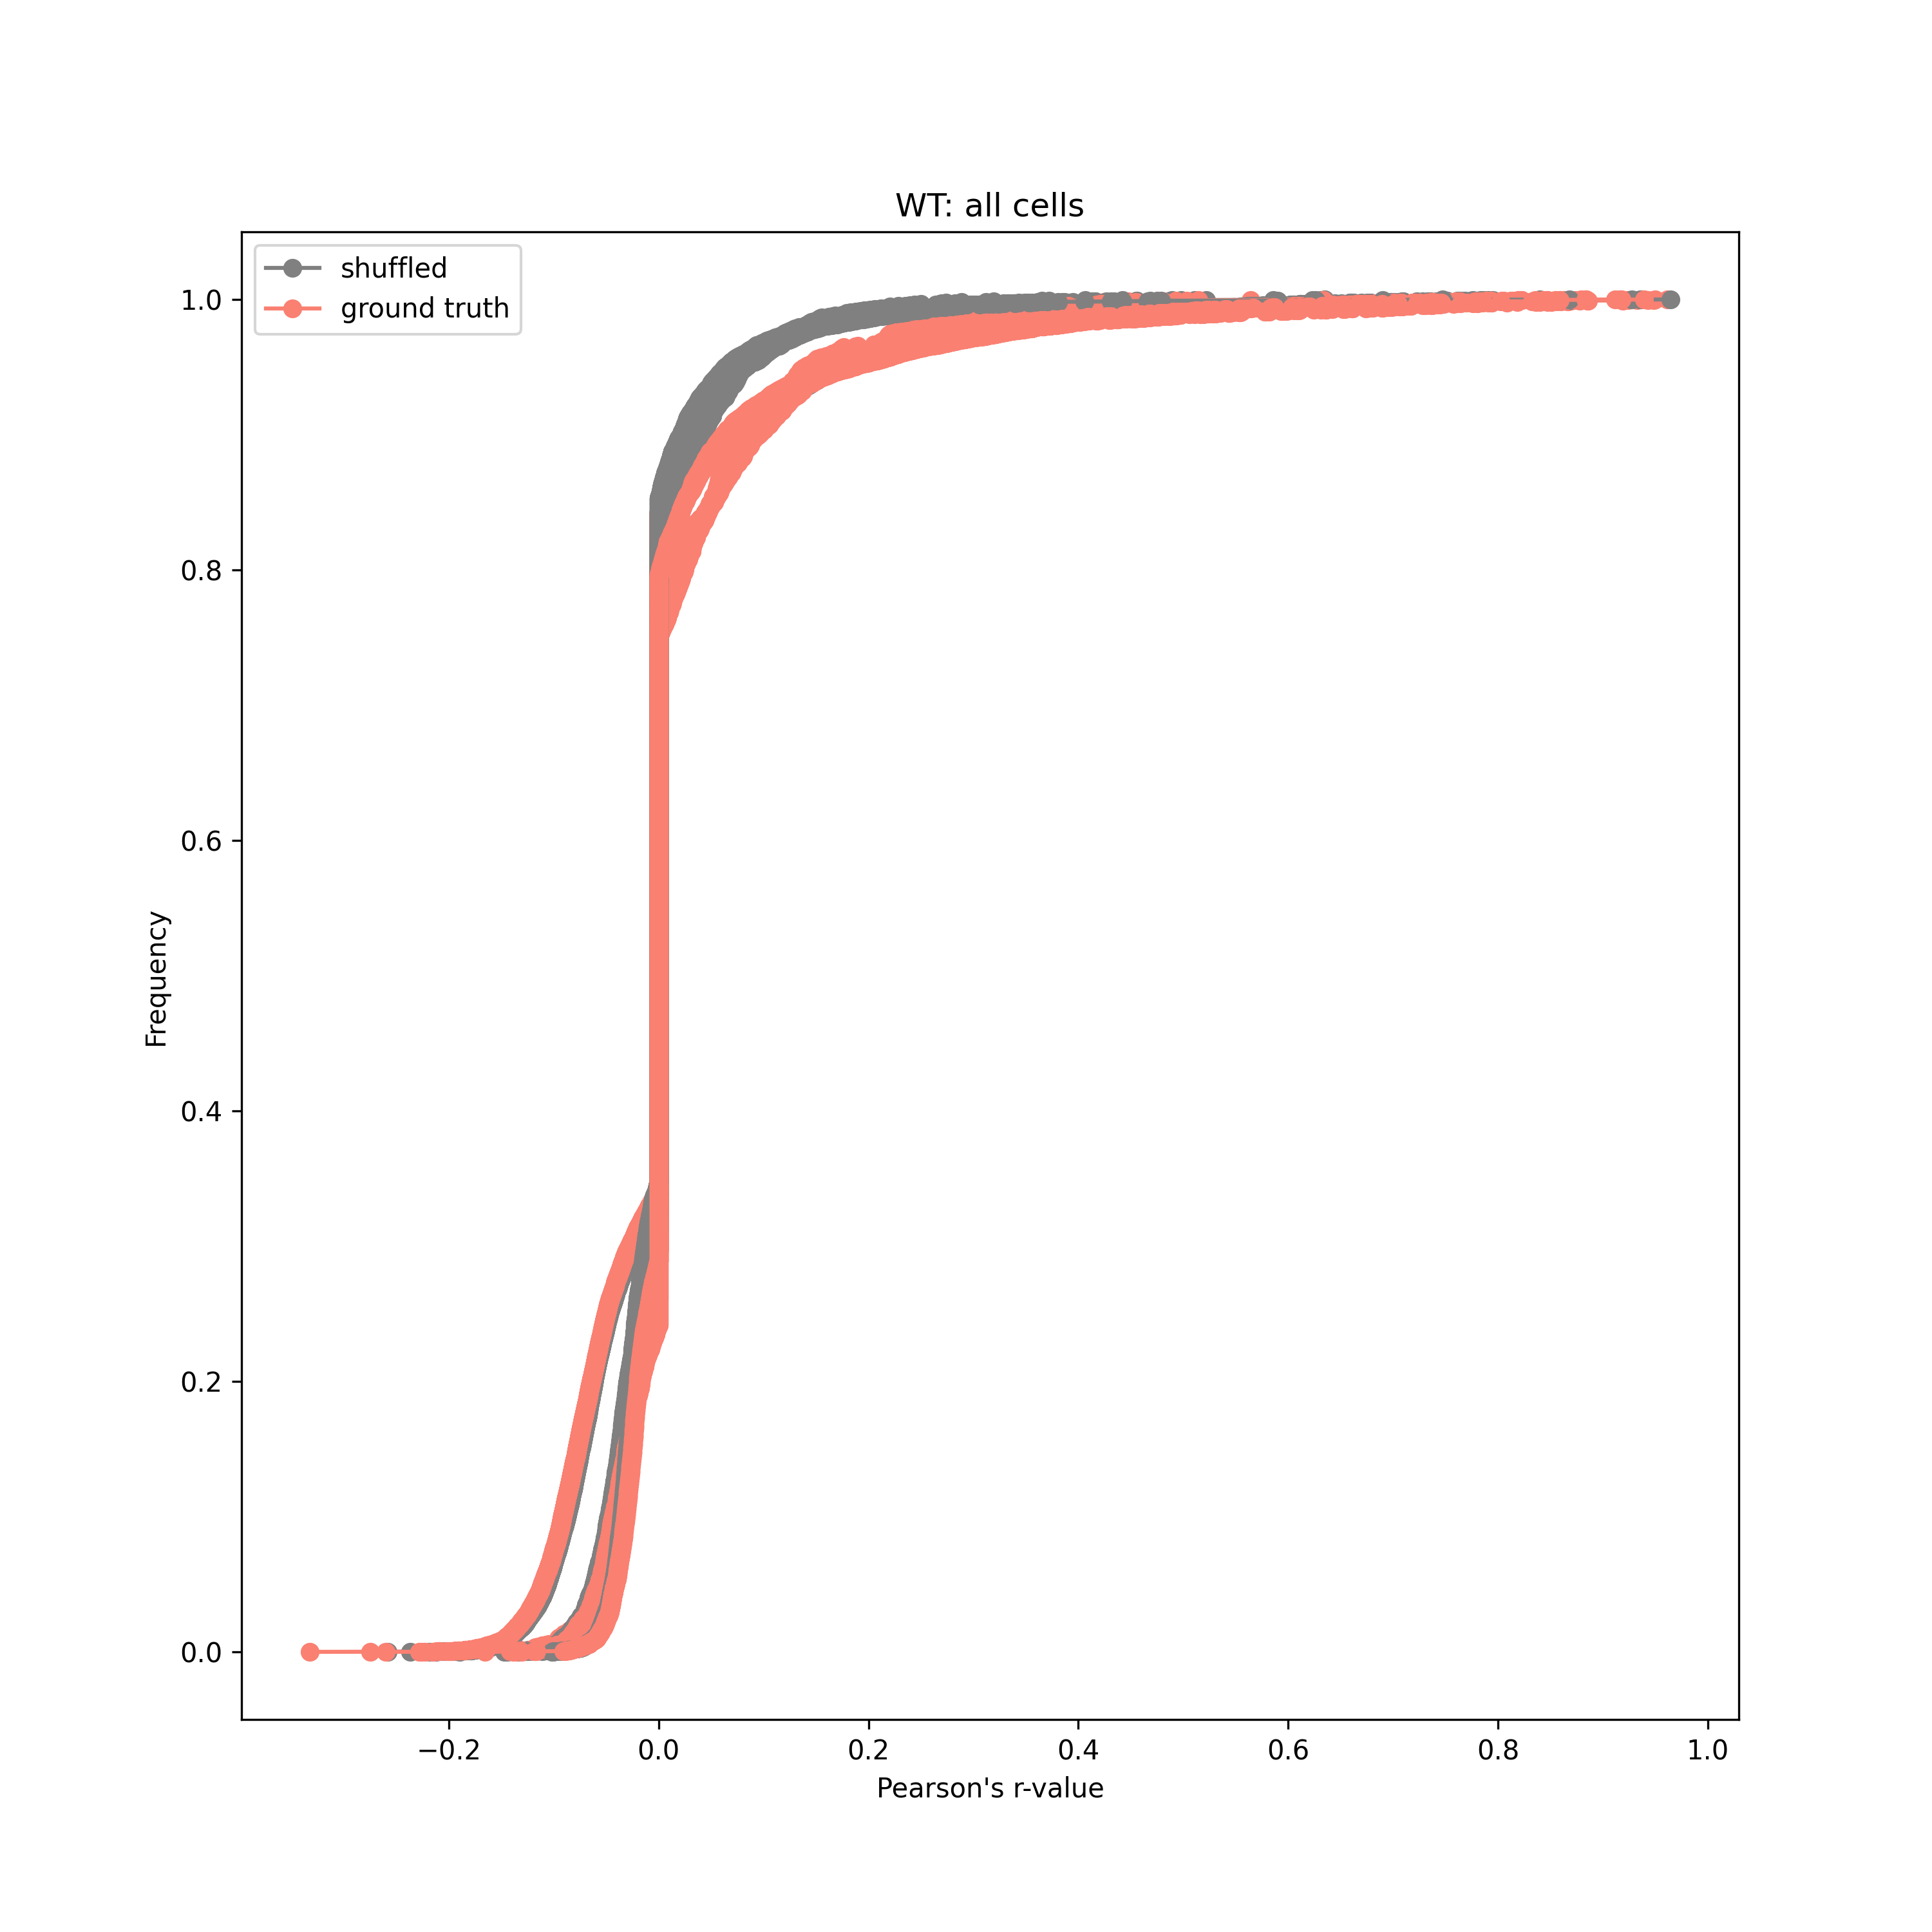 WT: all cells
shuffled
ground truth
1.0
0.8
0.6
0.4
0.2
0.0
Frequency
−0.2 0.0 0.2 0.4 0.6 0.8 1.0
Pearson's r-value